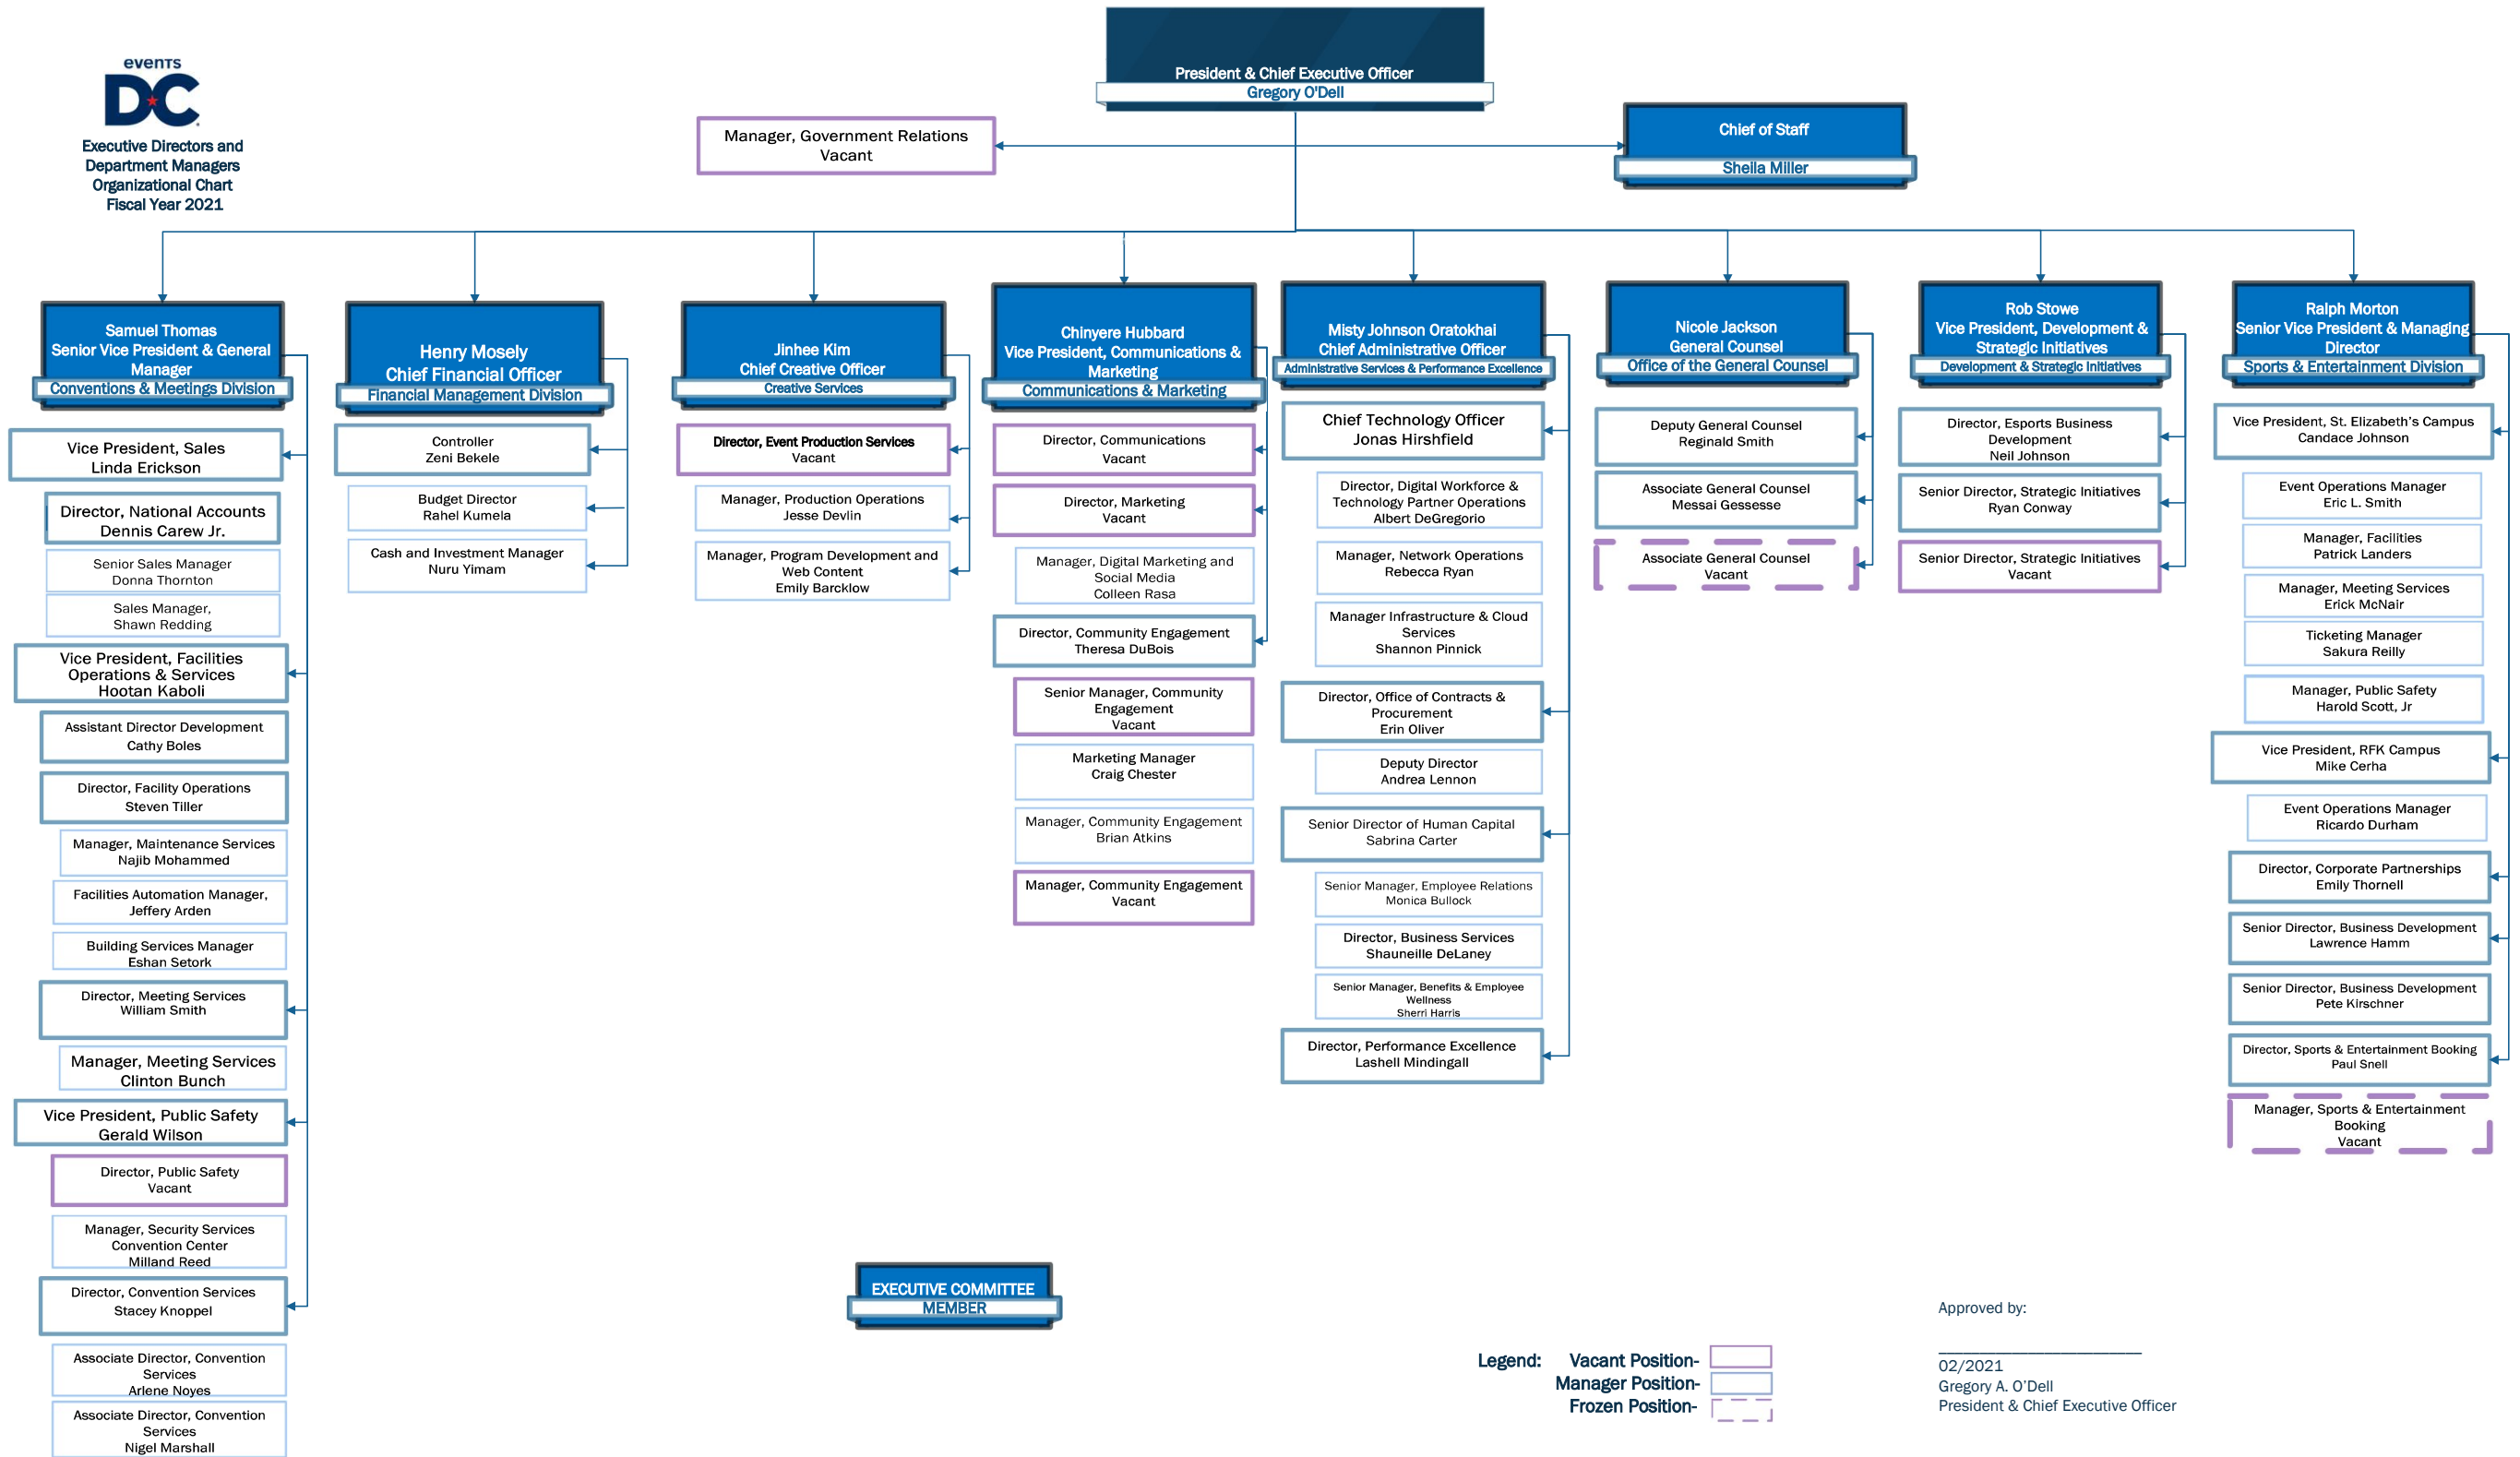 events
DC
Executive Directors and
Department Managers
Organizational Chart
Fiscal Year 2021
President & Chief Executive Officer
Gregory O'Dell
Manager, Government Relations
Vacant
Chief of Staff
Sheila Miller
Samuel Thomas
Senior Vice President & General
Manager
Conventions & Meetings Division
Vice President, Sales
Linda Erickson
Director, National Accounts
Dennis Carew Jr.
Senior Sales Manager
Donna Thornton
Sales Manager,
Shawn Redding
Vice President, Facilities
Operations & Services
Hootan Kaboli
Assistant Director Development
Cathy Boles
Director, Facility Operations
Steven Tiller
Manager, Maintenance Services
Najib Mohammed
Facilities Automation Manager,
Jeffery Arden
Building Services Manager
Eshan Setork
Director, Meeting Services
William Smith
Manager, Meeting Services
Clinton Bunch
Vice President, Public Safety
Gerald Wilson
Director, Public Safety
Vacant
Manager, Security Services
Convention Center
Milland Reed
Director, Convention Services
Stacey Knoppel
Associate Director, Convention
Services
Arlene Noyes
Associate Director, Convention
Services
Nigel Marshall
Henry Mosely
Chief Financial Officer
Financial Management Division
Controller
Zeni Bekele
Budget Director
Rahel Kumela
Cash and Investment Manager
Nuru Yimam
Jinhee Kim
Chief Creative Officer
Creative Services
Director, Event Production Services
Vacant
Manager, Production Operations
Jesse Devlin
Manager, Program Development and
Web Content
Emily Barcklow
Chinyere Hubbard
Vice President, Communications &
Marketing
Communications & Marketing
Director, Communications
Vacant
Director, Marketing
Vacant
Manager, Digital Marketing and
Social Media
Colleen Rasa
Director, Community Engagement
Theresa DuBois
Senior Manager, Community
Engagement
Vacant
Marketing Manager
Craig Chester
Manager, Community Engagement
Brian Atkins
Manager, Community Engagement
Vacant
Misty Johnson Oratokhai
Chief Administrative Officer
Administrative Services & Performance Excellence
Chief Technology Officer
Jonas Hirshfield
Director, Digital Workforce &
Technology Partner Operations
Albert DeGregorio
Manager, Network Operations
Rebecca Ryan
Manager Infrastructure & Cloud
Services
Shannon Pinnick
Director, Office of Contracts &
Procurement
Erin Oliver
Deputy Director
Andrea Lennon
Senior Director of Human Capital
Sabrina Carter
Senior Manager, Employee Relations
Monica Bullock
Director, Business Services
Shauneille DeLaney
Senior Manager, Benefits & Employee
Wellness
Sherri Harris
Director, Performance Excellence
Lashell Mindingall
Nicole Jackson
General Counsel
Office of the General Counsel
Deputy General Counsel
Reginald Smith
Associate General Counsel
Messai Gessesse
Associate General Counsel
Vacant
Rob Stowe
Vice President, Development &
Strategic Initiatives
Development & Strategic Initiatives
Director, Esports Business
Development
Neil Johnson
Senior Director, Strategic Initiatives
Ryan Conway
Senior Director, Strategic Initiatives
Vacant
Ralph Morton
Senior Vice President & Managing
Director
Sports & Entertainment Division
Vice President, St. Elizabeth’s Campus
Candace Johnson
Event Operations Manager
Eric L. Smith
Manager, Facilities
Patrick Landers
Manager, Meeting Services
Erick McNair
Ticketing Manager
Sakura Reilly
Manager, Public Safety
Harold Scott, Jr
Vice President, RFK Campus
Mike Cerha
Event Operations Manager
Ricardo Durham
Director, Corporate Partnerships
Emily Thornell
Senior Director, Business Development
Lawrence Hamm
Senior Director, Business Development
Pete Kirschner
Director, Sports & Entertainment Booking
Paul Snell
Manager, Sports & Entertainment
Booking
Vacant
EXECUTIVE COMMITTEE
MEMBER
Legend: Vacant Position-
Manager Position-
Frozen Position-
Approved by:
02/2021
Gregory A. O’Dell
President & Chief Executive Officer